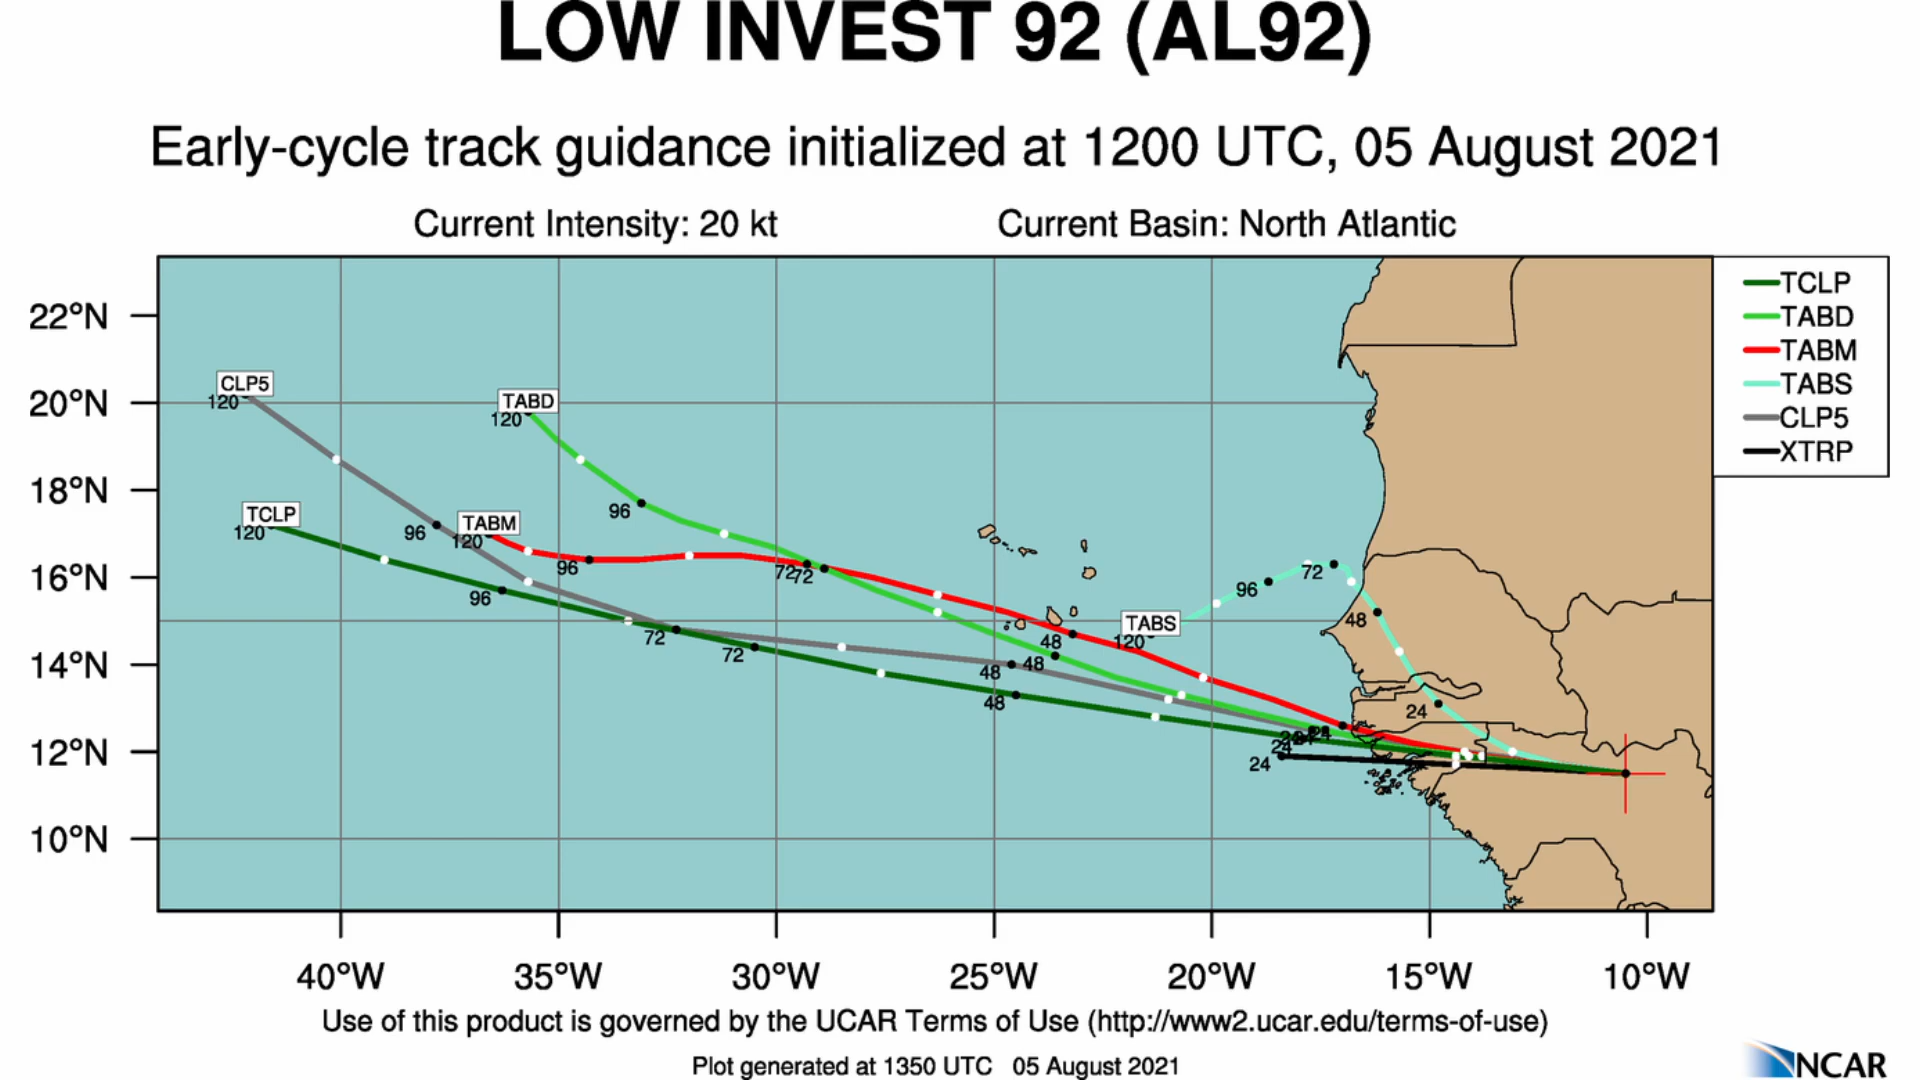 LOW INVEST 92 (AL92)
Early-cycle track guidance initialized at 1200 UTC, 05 August 2021
Current Intensity: 20 kt Current Basin: North Atlantic
TCLP
TABD
TABM
TABS
CLP5
XTRP
22°N
20°N
18°N
16°N
14°N
12°N
10°N
CLP5
120
TABD
120
96
TCLP
120
96
TABM
120
96
96
72
72
72
72
TABS
120
96
72
48
24
48
48
48
48
24
24
40°W 35°W 30°W 25°W 20°W 15°W 10°W
Use of this product is governed by the UCAR Terms of Use (http://www2.ucar.edu/terms-of-use)
Plot generated at 1350 UTC 05 August 2021
NCAR